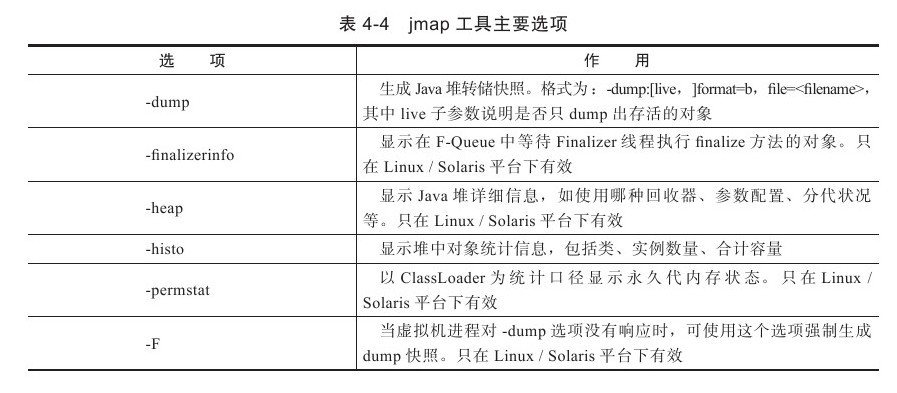 表 4-4 jmap 工具主要选项
选 项 作 用
-dump
生成 Java 堆转储快照。格式为：-dump:[live，]format=b，file=<filename>，
其中 live 子参数说明是否只 dump 出存活的对象
-finalizerinfo
显示在 F-Queue 中等待 Finalizer 线程执行 finalize 方法的对象。只
在 Linux / Solaris 平台下有效
-heap
显示 Java 堆详细信息，如使用哪种回收器、参数配置、分代状况
等。只在 Linux / Solaris 平台下有效
-histo
显示堆中对象统计信息，包括类、实例数量、合计容量
-permstat
以 ClassLoader 为统计口径显示永久代内存状态。只在 Linux /
Solaris 平台下有效
-F
当虚拟机进程对 -dump 选项没有响应时，可使用这个选项强制生成
dump 快照。只在 Linux / Solaris 平台下有效